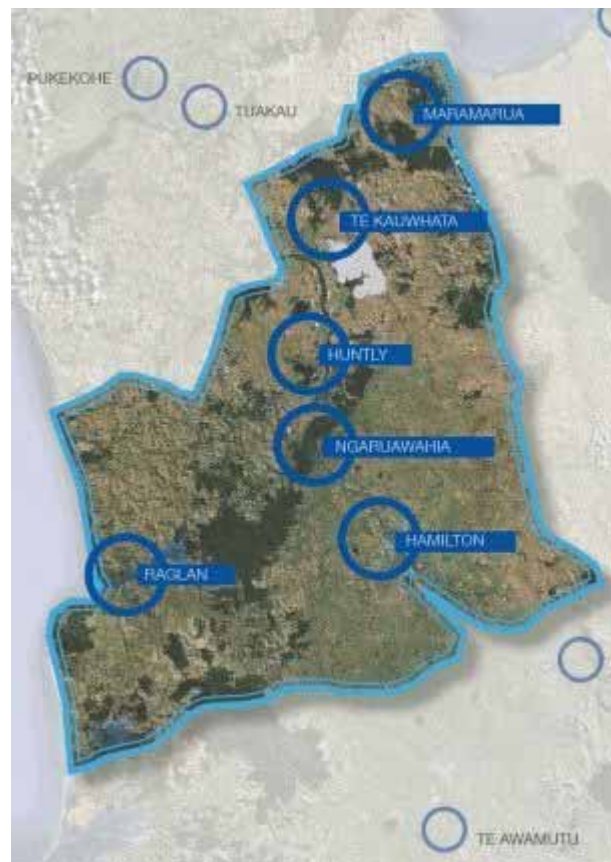 PUKEKOHE
TUAKAU
MARAMARUA
TE KAUWHATA
HUNTLY
NGARUAWAHIA
HAMILTON
RAGLAN
TE AWAMUTU